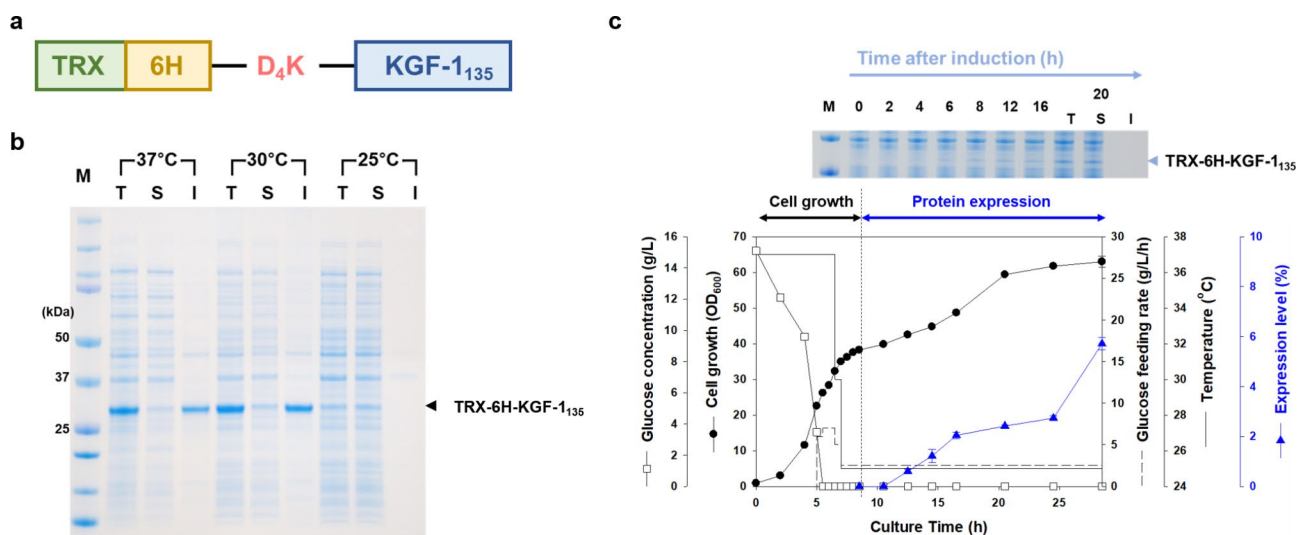 a
TRX 6H D₄K KGF-1₁₃₅
b
37°C 30°C 25°C
M T S I T S I T T I
(kDa)
50
37
25
TRX-6H-KGF-1₁₃₅
c
Time after induction (h)
M 0 2 4 6 8 12 16 20
T S I
TRX-6H-KGF-1₁₃₅
Cell growth Protein expression
Glucose concentration (g/L)
16
14
12
10
8
6
4
2
0
Cell growth (OD₆₀₀)
70
60
50
40
30
20
10
0
0 5 10 15 20 25
Culture Time (h)
30
25
20
15
10
5
0
Glucose feeding rate (g/L/h)
38
36
34
32
30
28
26
24
Temperature (°C)
10
8
6
4
2
0
Expression level (%)